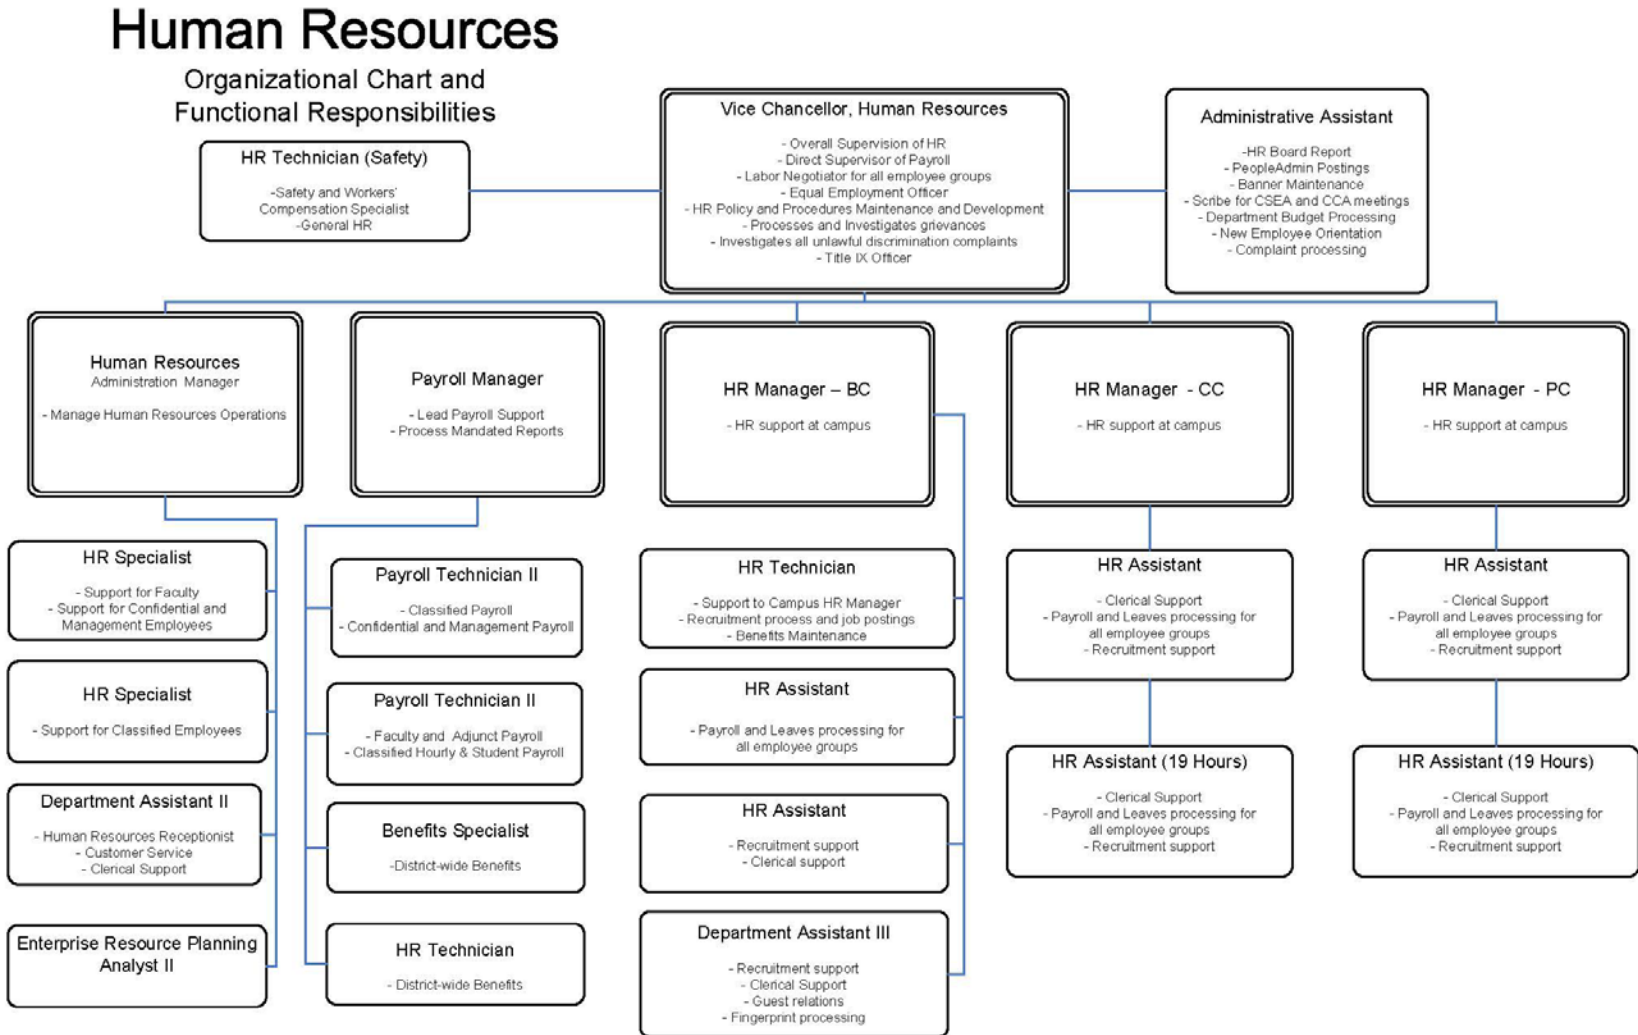 Human Resources
Organizational Chart and
Functional Responsibilities
HR Technician (Safety)
-Safety and Workers'
Compensation Specialist
-General HR
Vice Chancellor, Human Resources
- Overall Supervision of HR
- Direct Supervisor of Payroll
- Labor Negotiator for all employee groups
- Equal Employment Officer
- HR Policy and Procedures Maintenance and Development
- Processes and Investigates grievances
- Investigates all unlawful discrimination complaints
- Title IX Officer
Administrative Assistant
-HR Board Report
- PeopleAdmin Postings
- Banner Maintenance
- Scribe for CSEA and CCA meetings
- Department Budget Processing
- New Employee Orientation
- Complaint processing
Human Resources
Administration Manager
- Manage Human Resources Operations
Payroll Manager
- Lead Payroll Support
- Process Mandated Reports
HR Manager – BC
- HR support at campus
HR Manager - CC
- HR support at campus
HR Manager - PC
- HR support at campus
HR Specialist
- Support for Faculty
- Support for Confidential and
Management Employees
HR Specialist
- Support for Classified Employees
Department Assistant II
- Human Resources Receptionist
- Customer Service
- Clerical Support
Enterprise Resource Planning
Analyst II
Payroll Technician II
- Classified Payroll
- Confidential and Management Payroll
Payroll Technician II
- Faculty and Adjunct Payroll
- Classified Hourly & Student Payroll
Benefits Specialist
-District-wide Benefits
HR Technician
- District-wide Benefits
HR Technician
- Support to Campus HR Manager
- Recruitment process and job postings
- Benefits Maintenance
HR Assistant
- Payroll and Leaves processing for
all employee groups
HR Assistant
- Recruitment support
- Clerical support
Department Assistant III
- Recruitment support
- Clerical Support
- Guest relations
- Fingerprint processing
HR Assistant
- Clerical Support
- Payroll and Leaves processing for
all employee groups
- Recruitment support
HR Assistant (19 Hours)
- Clerical Support
- Payroll and Leaves processing for
all employee groups
- Recruitment support
HR Assistant
- Clerical Support
- Payroll and Leaves processing for
all employee groups
- Recruitment support
HR Assistant (19 Hours)
- Clerical Support
- Payroll and Leaves processing for
all employee groups
- Recruitment support